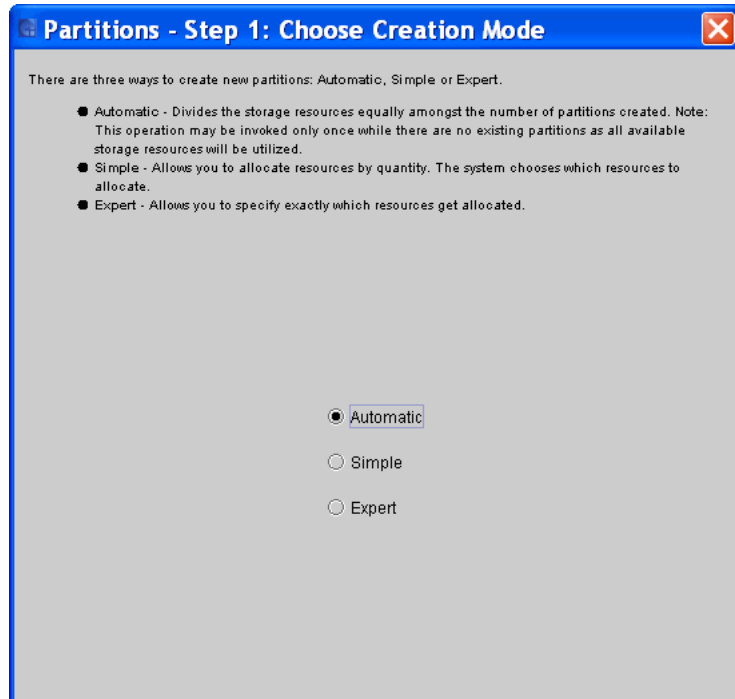 Partitions - Step 1: Choose Creation Mode
There are three ways to create new partitions: Automatic, Simple or Expert.
● Automatic - Divides the storage resources equally amongst the number of partitions created. Note:
This operation may be invoked only once while there are no existing partitions as all available
storage resources will be utilized.
● Simple - Allows you to allocate resources by quantity. The system chooses which resources to
allocate.
● Expert - Allows you to specify exactly which resources get allocated.
Automatic
Simple
Expert